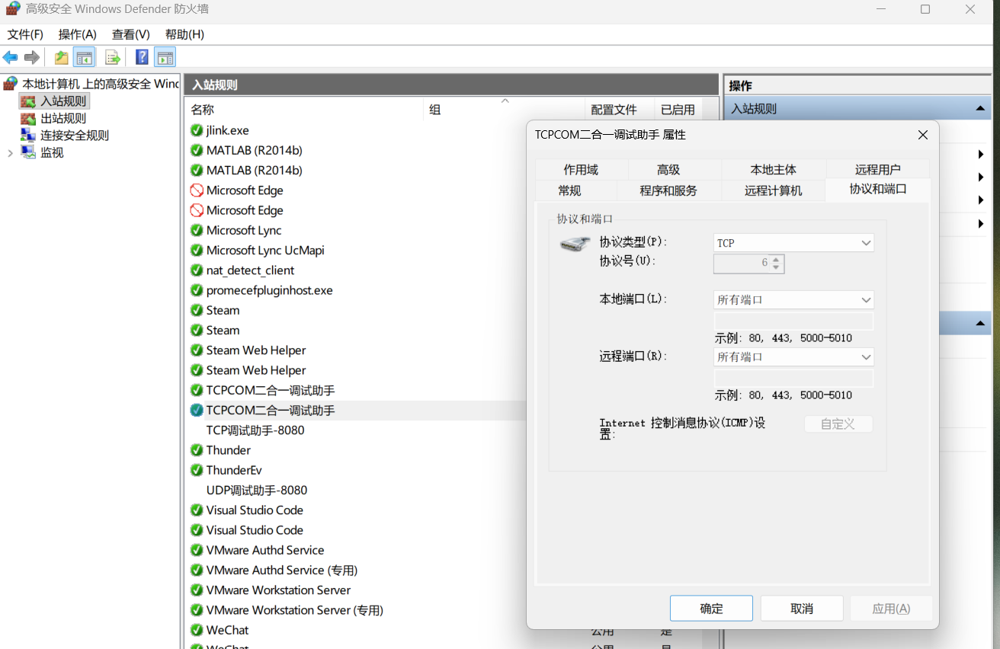 高级安全 Windows Defender 防火墙
文件(F) 操作(A) 查看(V) 帮助(H)
本地计算机 上的高级安全 Wind
入站规则
出站规则
连接安全规则
监视
入站规则
名称 组 配置文件 已启用
jlink.exe
MATLAB (R2014b)
MATLAB (R2014b)
Microsoft Edge
Microsoft Edge
Microsoft Lync
Microsoft Lync UcMapi
nat_detect_client
promecefpluginhost.exe
Steam
Steam
Steam Web Helper
Steam Web Helper
TCPCOM二合一调试助手
TCPCOM二合一调试助手
TCP调试助手-8080
Thunder
ThunderEv
UDP调试助手-8080
Visual Studio Code
Visual Studio Code
VMware Authd Service
VMware Authd Service (专用)
VMware Workstation Server
VMware Workstation Server (专用)
WeChat 公用 是
WeChat
操作
入站规则
TCPCOM二合一调试助手 属性
作用域 高级 本地主体 远程用户
常规 程序和服务 远程计算机 协议和端口
协议和端口
协议类型(P): TCP
协议号(U): 6
本地端口(L): 所有端口
示例: 80, 443, 5000-5010
远程端口(R): 所有端口
示例: 80, 443, 5000-5010
Internet 控制消息协议(ICMP)设
置: 自定义
确定 取消 应用(A)